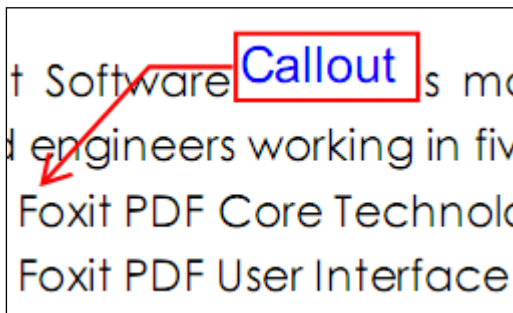 t Software Callout s mo
d engineers working in fiv
Foxit PDF Core Technolo
Foxit PDF User Interface